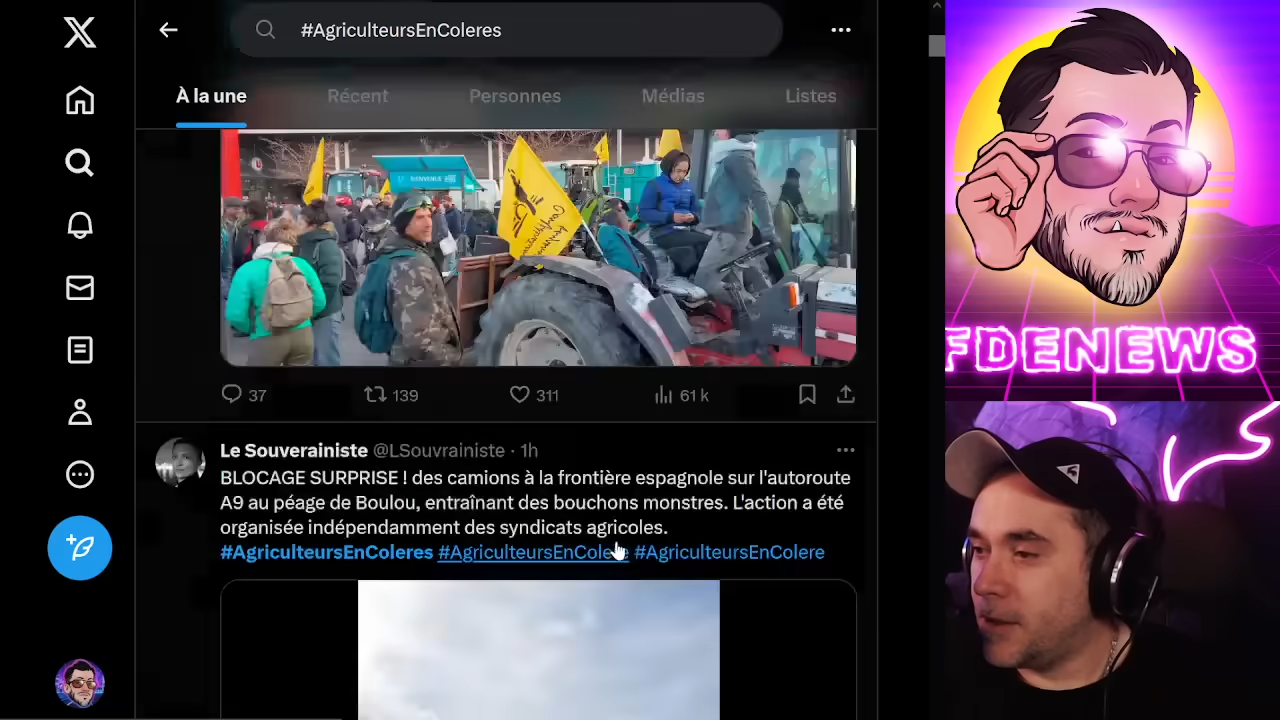 #AgriculteursEnColeres
À la une
Récent
Personnes
Médias
Listes
BIENVENUE
37
139
311
61 k
Le Souverainiste @LSouvrainiste · 1h
BLOCAGE SURPRISE ! des camions à la frontière espagnole sur l'autoroute
A9 au péage de Boulou, entraînant des bouchons monstres. L'action a été
organisée indépendamment des syndicats agricoles.
#AgriculteursEnColeres #AgriculteursEnColere #AgriculteursEnColere
FDENEWS